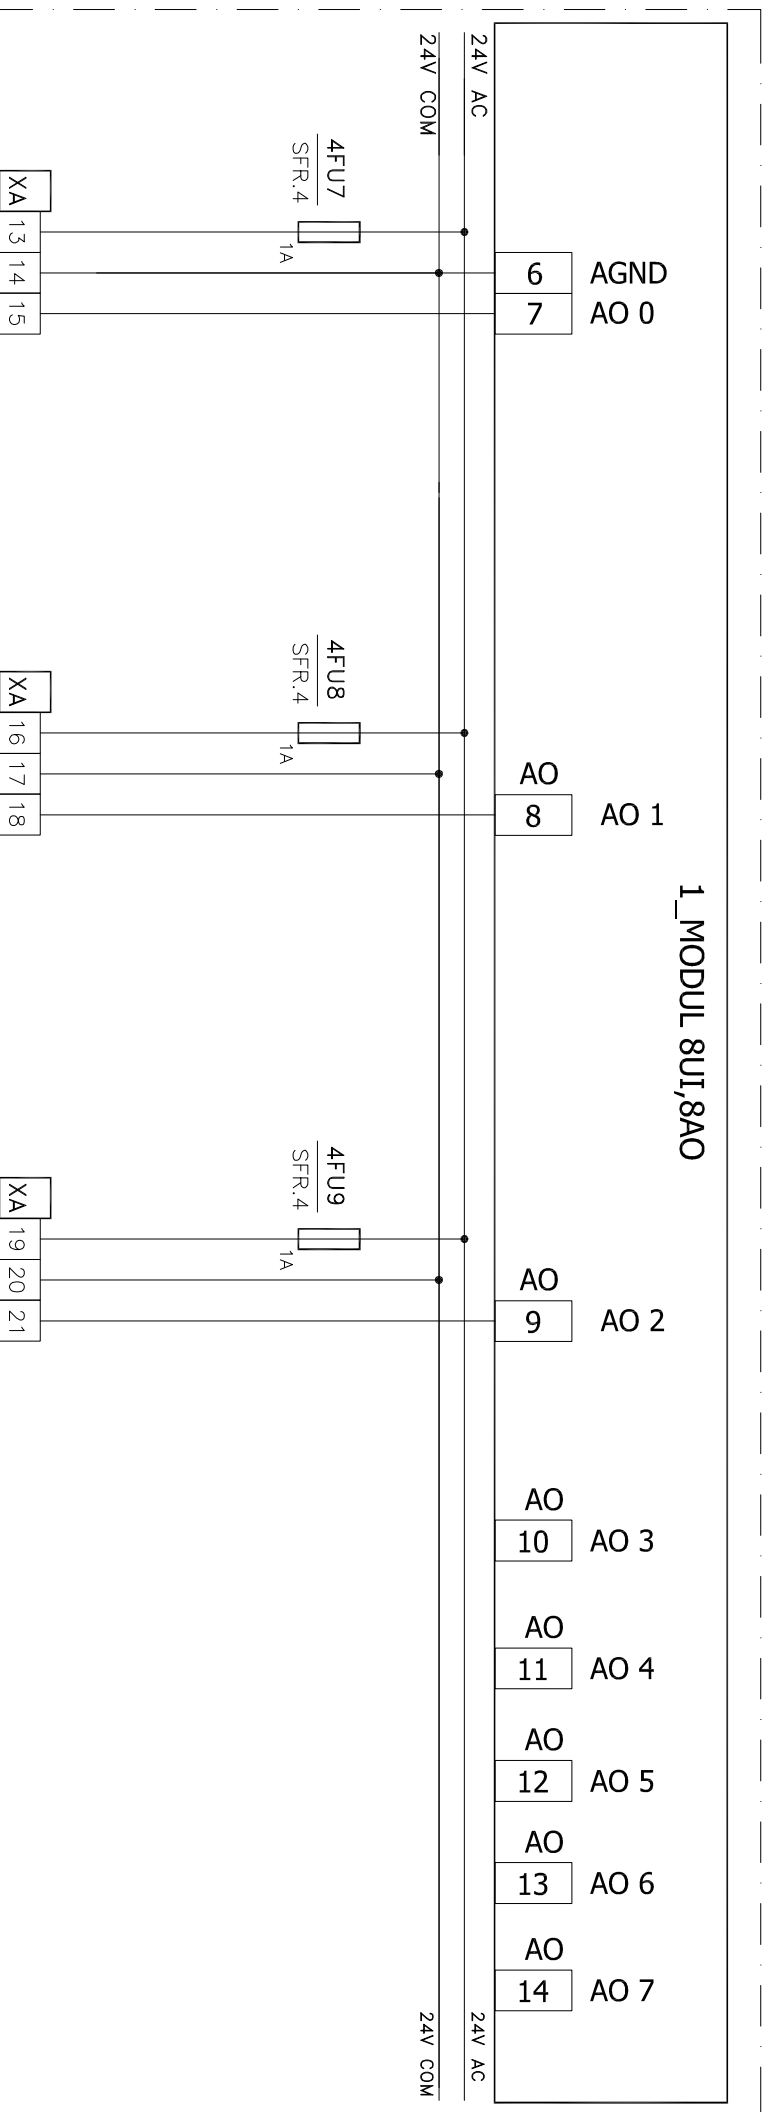 24V AC
24V COM
4FU7
SFR.4
1A
XA
13
14
15
6
AGND
7
AO 0
4FU8
SFR.4
1A
XA
16
17
18
AO
8
AO 1
1_MODUL 8UI,8AO
4FU9
SFR.4
1A
XA
19
20
21
AO
9
AO 2
AO
10
AO 3
AO
11
AO 4
AO
12
AO 5
AO
13
AO 6
AO
14
AO 7
24V AC
24V COM